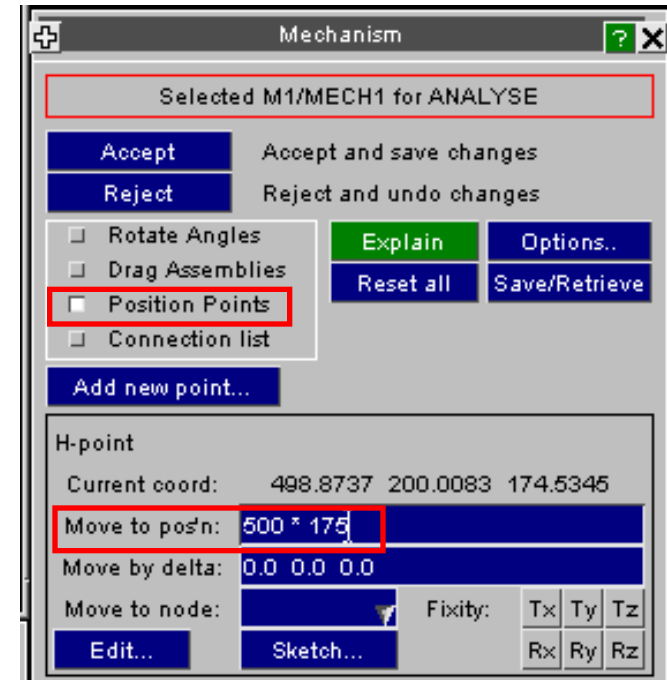 Mechanism ? X
Selected M1/MECH1 for ANALYSE
Accept Accept and save changes
Reject Reject and undo changes
Rotate Angles Explain Options..
Drag Assemblies Reset all Save/Retrieve
Position Points
Connection list
Add new point...
H-point
Current coord: 498.8737 200.0083 174.5345
Move to pos'n: 500 * 175
Move by delta: 0.0 0.0 0.0
Move to node: Fixity: Tx Ty Tz
Edit... Sketch... Rx Ry Rz